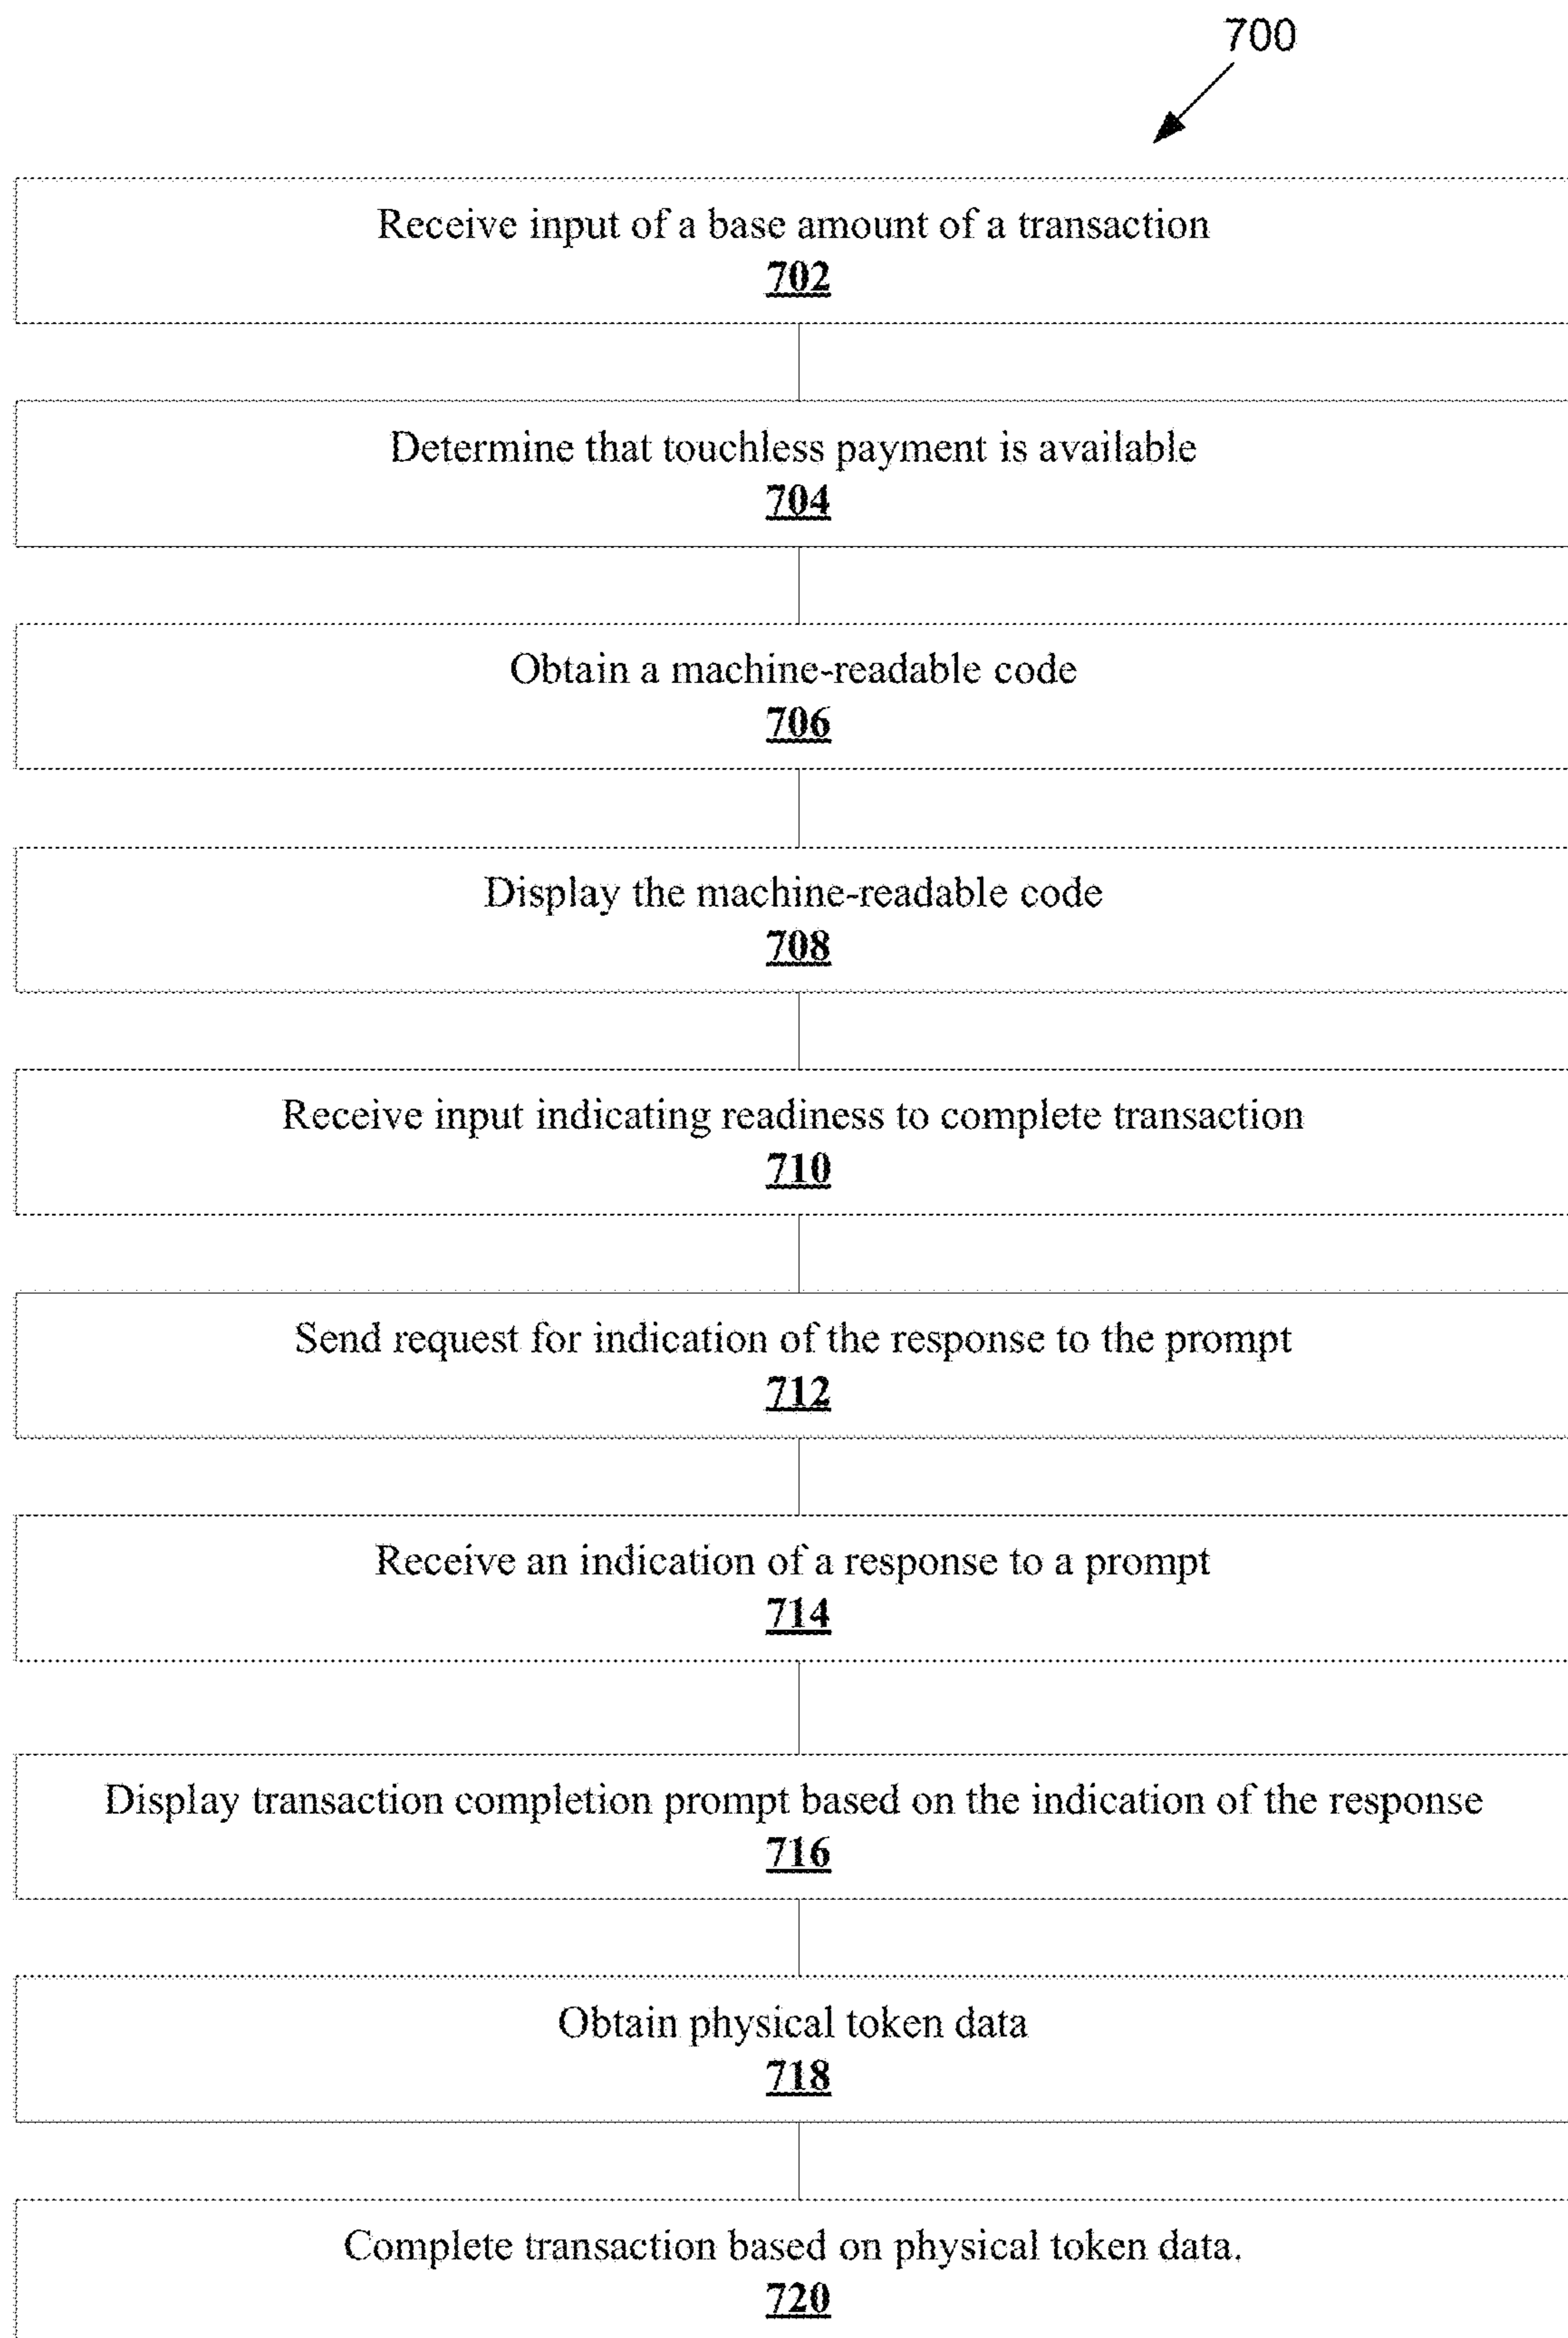 700
Receive input of a base amount of a transaction
702
Determine that touchless payment is available
704
Obtain a machine-readable code
706
Display the machine-readable code
708
Receive input indicating readiness to complete transaction
710
Send request for indication of the response to the prompt
712
Receive an indication of a response to a prompt
714
Display transaction completion prompt based on the indication of the response
716
Obtain physical token data
718
Complete transaction based on physical token data.
720